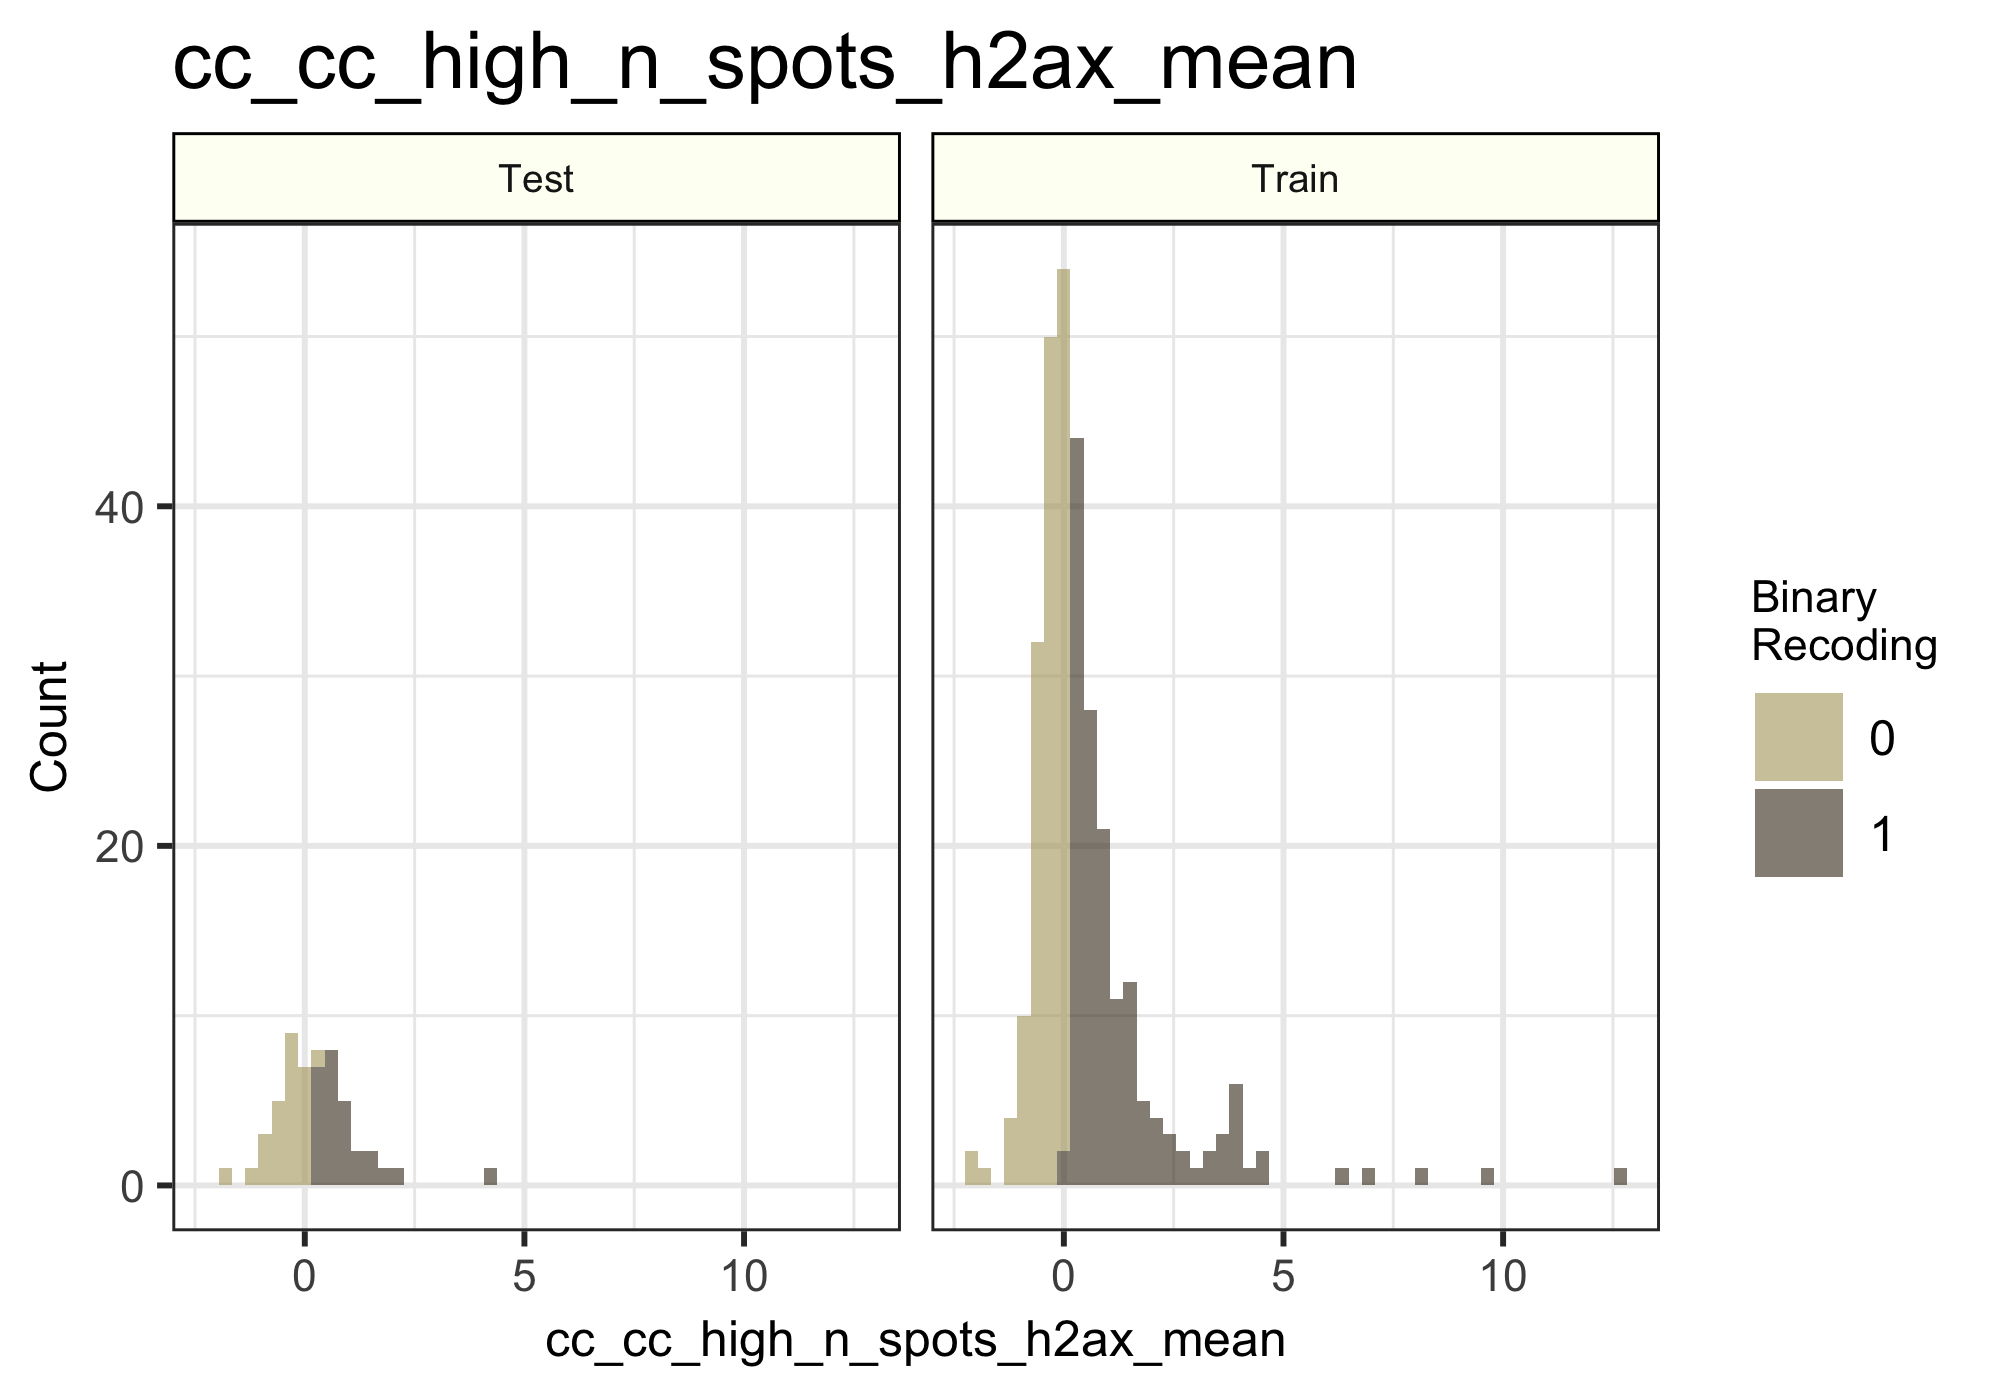 cc_cc_high_n_spots_h2ax_mean
Test
Train
40
20
0
Count
0
5
10
0
5
10
cc_cc_high_n_spots_h2ax_mean
Binary
Recoding
0
1